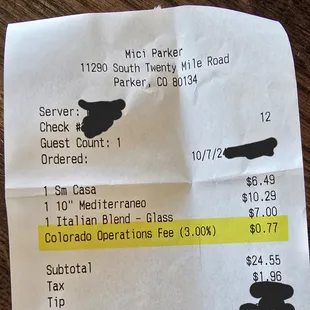 Mici Parker
11290 South Twenty Mile Road
Parker, CO 80134
Server:
12
Check #
Guest Count: 1
Ordered: 10/7/2
1 Sm Casa $6.49
1 10" Mediterraneo $10.29
1 Italian Blend - Glass $7.00
Colorado Operations Fee (3.00%) $0.77
Subtotal $24.55
Tax $1.96
Tip